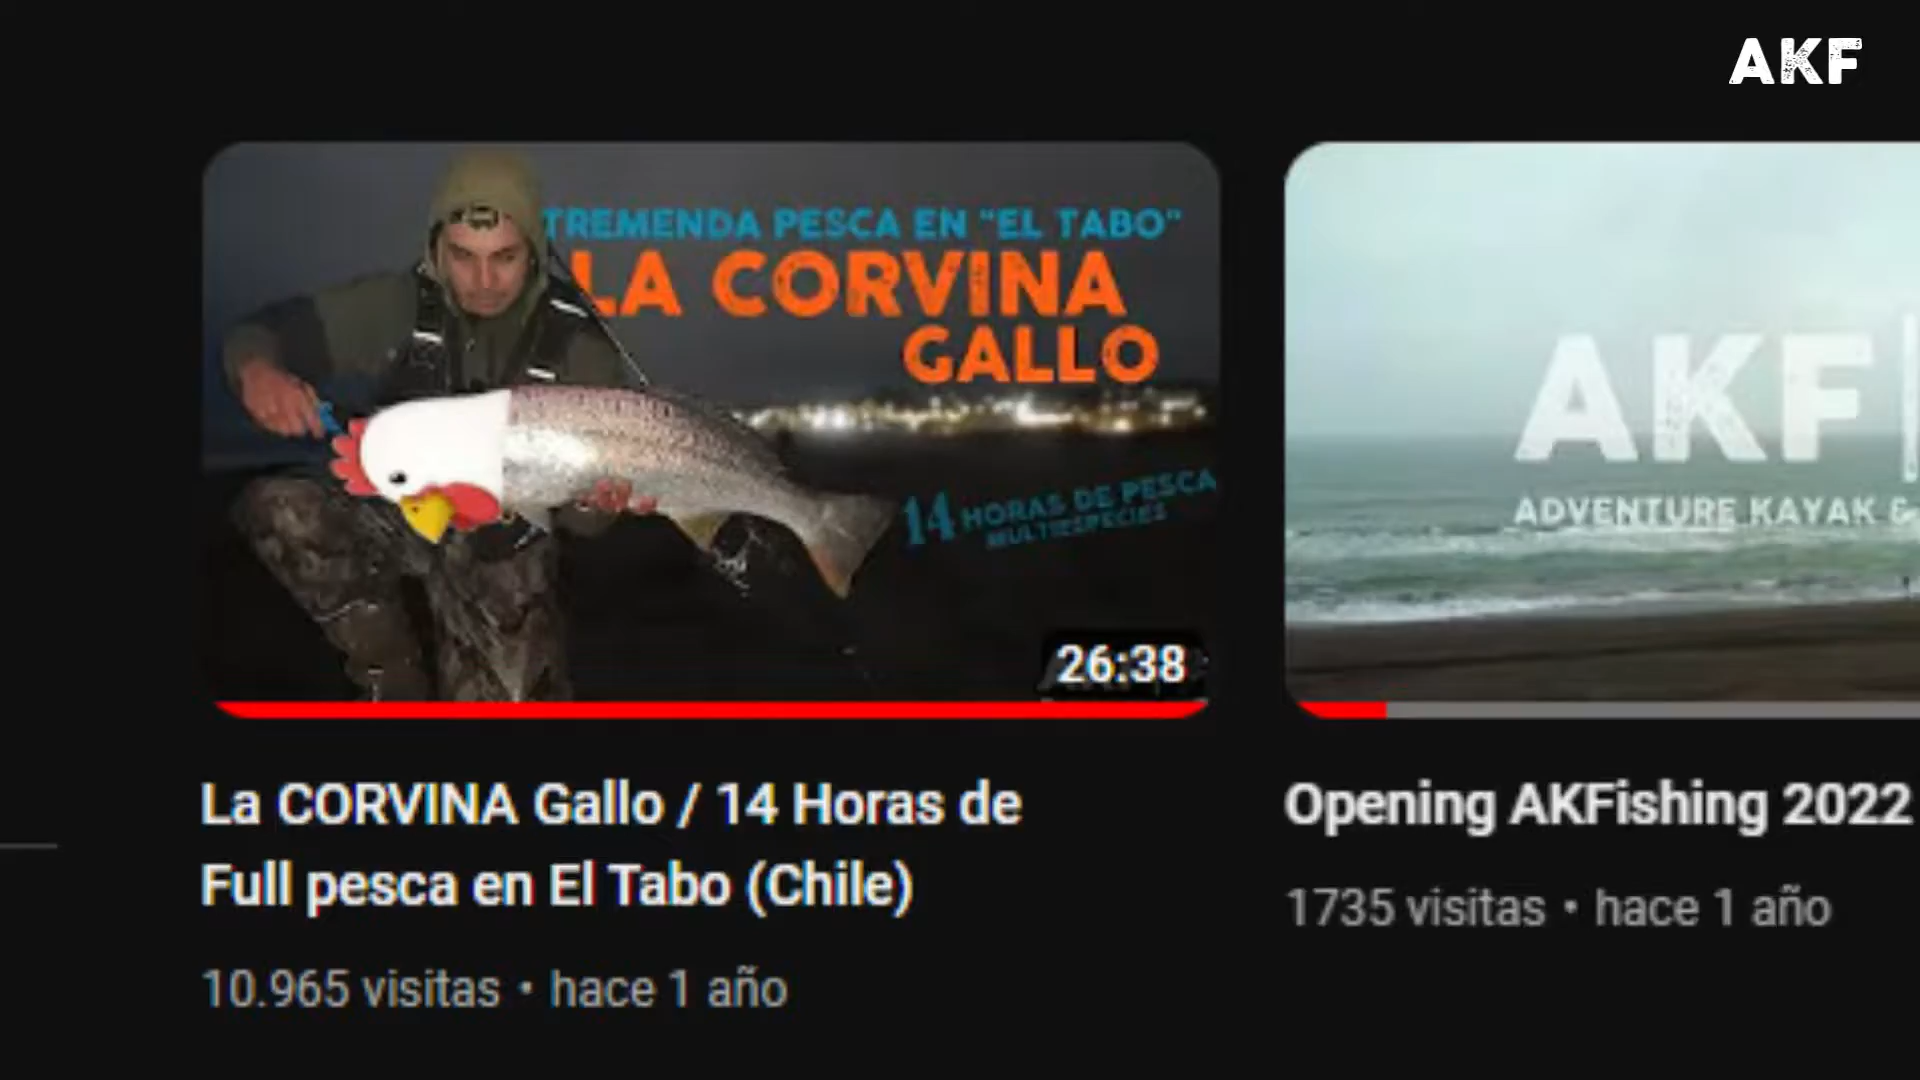 AKF
TREMENDA PESCA EN "EL TABO"
LA CORVINA
GALLO
14 HORAS DE PESCA
MULTIESPECIES
26:38
La CORVINA Gallo / 14 Horas de
Full pesca en El Tabo (Chile)
10.965 visitas • hace 1 año
AKF
ADVENTURE KAYAK &
Opening AKFishing 2022
1735 visitas • hace 1 año